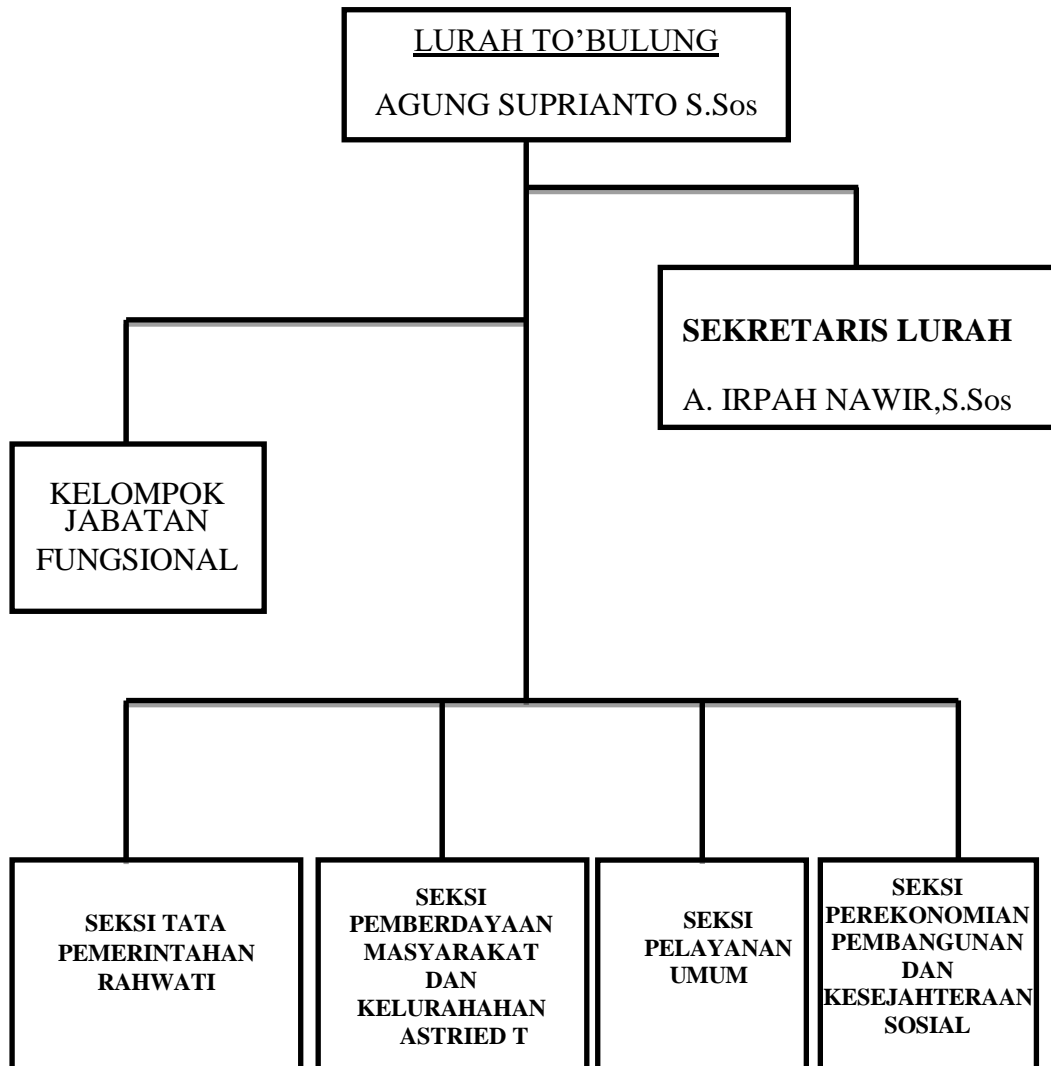 LURAH TO’BULUNG
AGUNG SUPRIANTO S.Sos
SEKRETARIS LURAH
A. IRPAH NAWIR,S.Sos
KELOMPOK
JABATAN
FUNGSIONAL
SEKSI TATA
PEMERINTAHAN
RAHWATI
SEKSI
PEMBERDAYAAN
MASYARAKAT
DAN
KELURAHAHAN
ASTRIED T
SEKSI
PELAYANAN
UMUM
SEKSI
PEREKONOMIAN
PEMBANGUNAN
DAN
KESEJAHTERAAN
SOSIAL